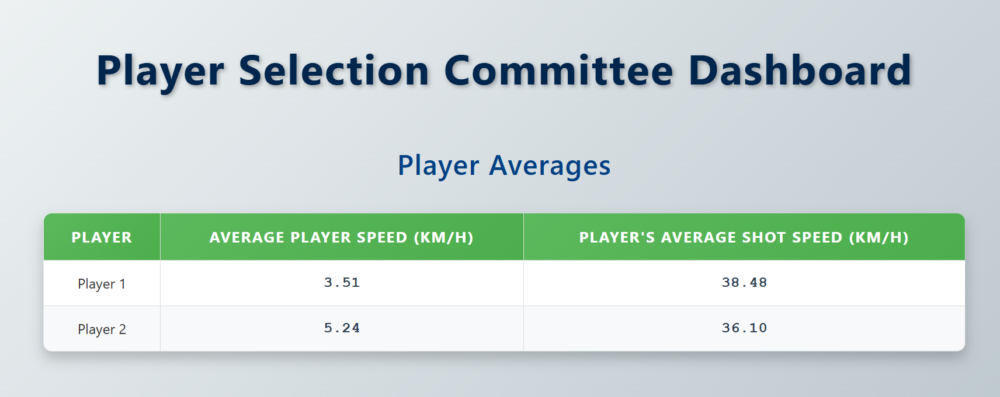 Player Selection Committee Dashboard
Player Averages
PLAYER AVERAGE PLAYER SPEED (KM/H) PLAYER'S AVERAGE SHOT SPEED (KM/H)
Player 1 3.51 38.48
Player 2 5.24 36.10